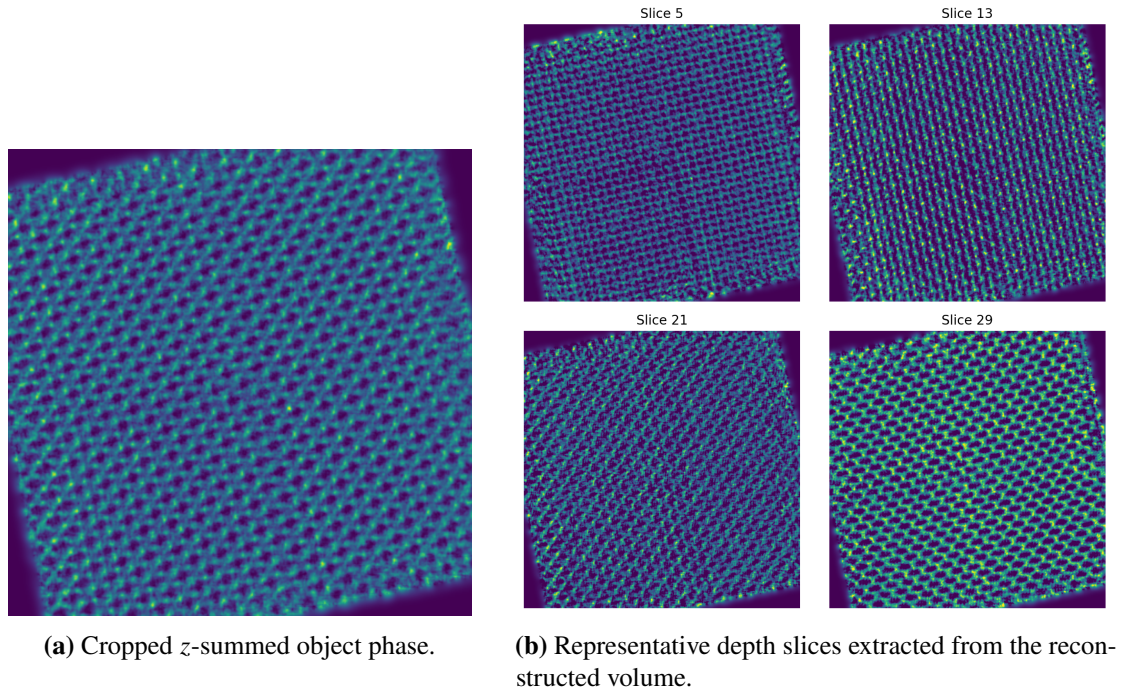 Slice 5
Slice 13
Slice 21
Slice 29
(a) Cropped z-summed object phase.
(b) Representative depth slices extracted from the recon-
structed volume.